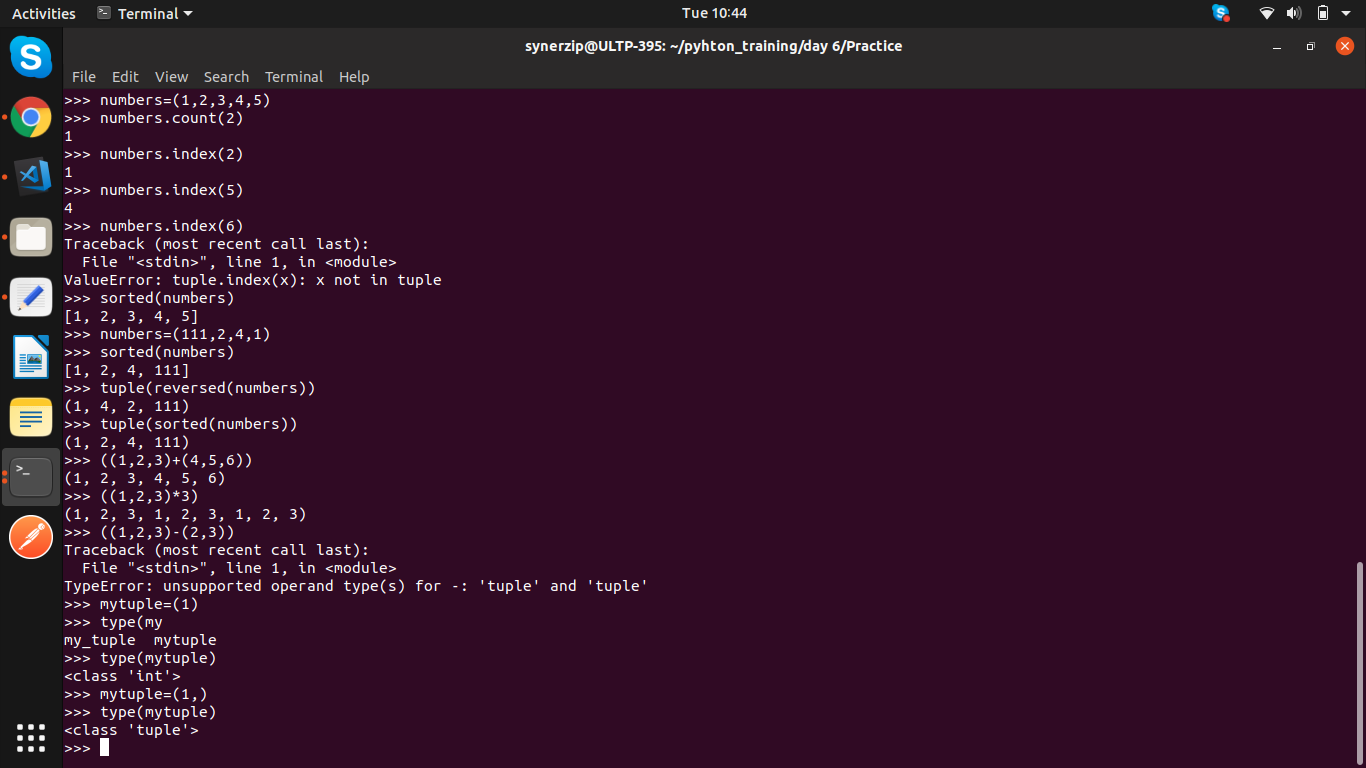 Activities Terminal Tue 10:44
synerzip@ULTP-395: ~/pyhton_training/day 6/Practice
File Edit View Search Terminal Help
>>> numbers=(1,2,3,4,5)
>>> numbers.count(2)
1
>>> numbers.index(2)
1
>>> numbers.index(5)
4
>>> numbers.index(6)
Traceback (most recent call last):
  File "<stdin>", line 1, in <module>
ValueError: tuple.index(x): x not in tuple
>>> sorted(numbers)
[1, 2, 3, 4, 5]
>>> numbers=(111,2,4,1)
>>> sorted(numbers)
[1, 2, 4, 111]
>>> tuple(reversed(numbers))
(1, 4, 2, 111)
>>> tuple(sorted(numbers))
(1, 2, 4, 111)
>>> ((1,2,3)+(4,5,6))
(1, 2, 3, 4, 5, 6)
>>> ((1,2,3)*3)
(1, 2, 3, 1, 2, 3, 1, 2, 3)
>>> ((1,2,3)-(2,3))
Traceback (most recent call last):
  File "<stdin>", line 1, in <module>
TypeError: unsupported operand type(s) for -: 'tuple' and 'tuple'
>>> mytuple=(1)
>>> type(my
my_tuple  mytuple
>>> type(mytuple)
<class 'int'>
>>> mytuple=(1,)
>>> type(mytuple)
<class 'tuple'>
>>>